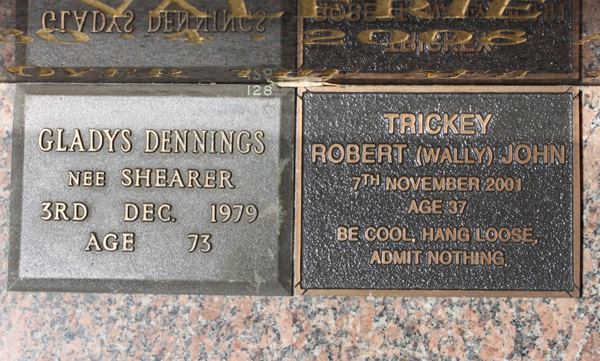 128
GLADYS DENNINGS
NEE SHEARER
3RD DEC. 1979
AGE 73
TRICKEY
ROBERT (WALLY) JOHN
7TH NOVEMBER 2001
AGE 37
BE COOL, HANG LOOSE,
ADMIT NOTHING